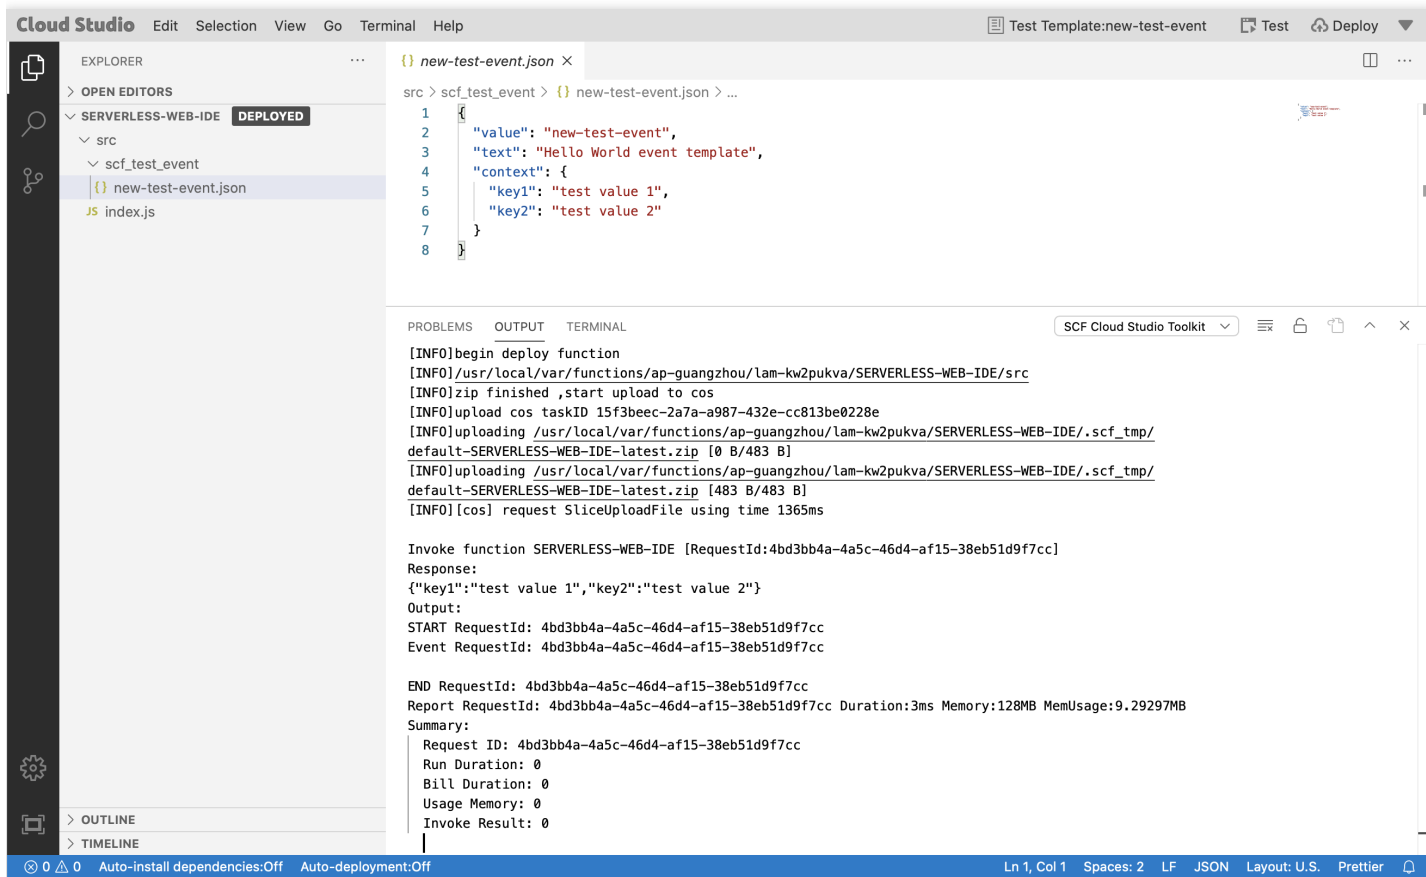 Cloud Studio Edit Selection View Go Terminal Help Test Template:new-test-event Test Deploy
EXPLORER ...
OPEN EDITORS
SERVERLESS-WEB-IDE DEPLOYED
src
scf_test_event
{} new-test-event.json
JS index.js
OUTLINE
TIMELINE
{} new-test-event.json ...
src > scf_test_event > {} new-test-event.json > ...
1 {
2 "value": "new-test-event",
3 "text": "Hello World event template",
4 "context": {
5 "key1": "test value 1",
6 "key2": "test value 2"
7 }
8 }
PROBLEMS OUTPUT TERMINAL SCF Cloud Studio Toolkit
[INFO]begin deploy function
[INFO]/usr/local/var/functions/ap-guangzhou/lam-kw2pukva/SERVERLESS-WEB-IDE/src
[INFO]zip finished ,start upload to cos
[INFO]upload cos taskID 15f3beec-2a7a-a987-432e-cc813be0228e
[INFO]uploading /usr/local/var/functions/ap-guangzhou/lam-kw2pukva/SERVERLESS-WEB-IDE/.scf_tmp/
default-SERVERLESS-WEB-IDE-latest.zip [0 B/483 B]
[INFO]uploading /usr/local/var/functions/ap-guangzhou/lam-kw2pukva/SERVERLESS-WEB-IDE/.scf_tmp/
default-SERVERLESS-WEB-IDE-latest.zip [483 B/483 B]
[INFO][cos] request SliceUploadFile using time 1365ms
Invoke function SERVERLESS-WEB-IDE [RequestId:4bd3bb4a-4a5c-46d4-af15-38eb51d9f7cc]
Response:
{"key1":"test value 1","key2":"test value 2"}
Output:
START RequestId: 4bd3bb4a-4a5c-46d4-af15-38eb51d9f7cc
Event RequestId: 4bd3bb4a-4a5c-46d4-af15-38eb51d9f7cc
END RequestId: 4bd3bb4a-4a5c-46d4-af15-38eb51d9f7cc
Report RequestId: 4bd3bb4a-4a5c-46d4-af15-38eb51d9f7cc Duration:3ms Memory:128MB MemUsage:9.29297MB
Summary:
Request ID: 4bd3bb4a-4a5c-46d4-af15-38eb51d9f7cc
Run Duration: 0
Bill Duration: 0
Usage Memory: 0
Invoke Result: 0
0 0 Auto-install dependencies:Off Auto-deployment:Off Ln 1, Col 1 Spaces: 2 LF JSON Layout: U.S. Prettier